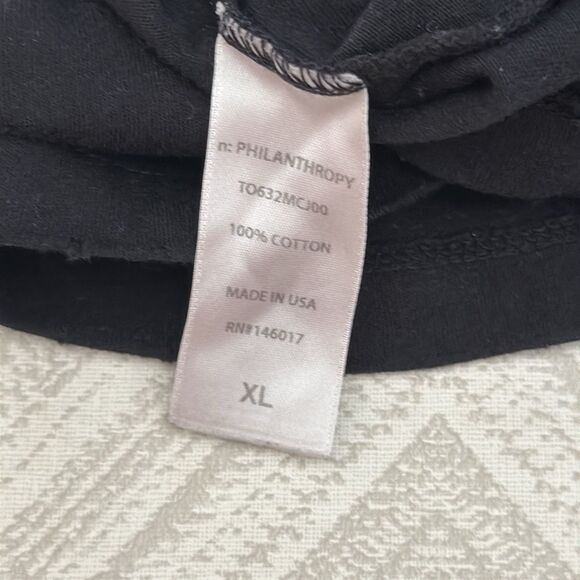 n: PHILANTHROPY
TO632MCJ00
100% COTTON
MADE IN USA
RN#146017
XL